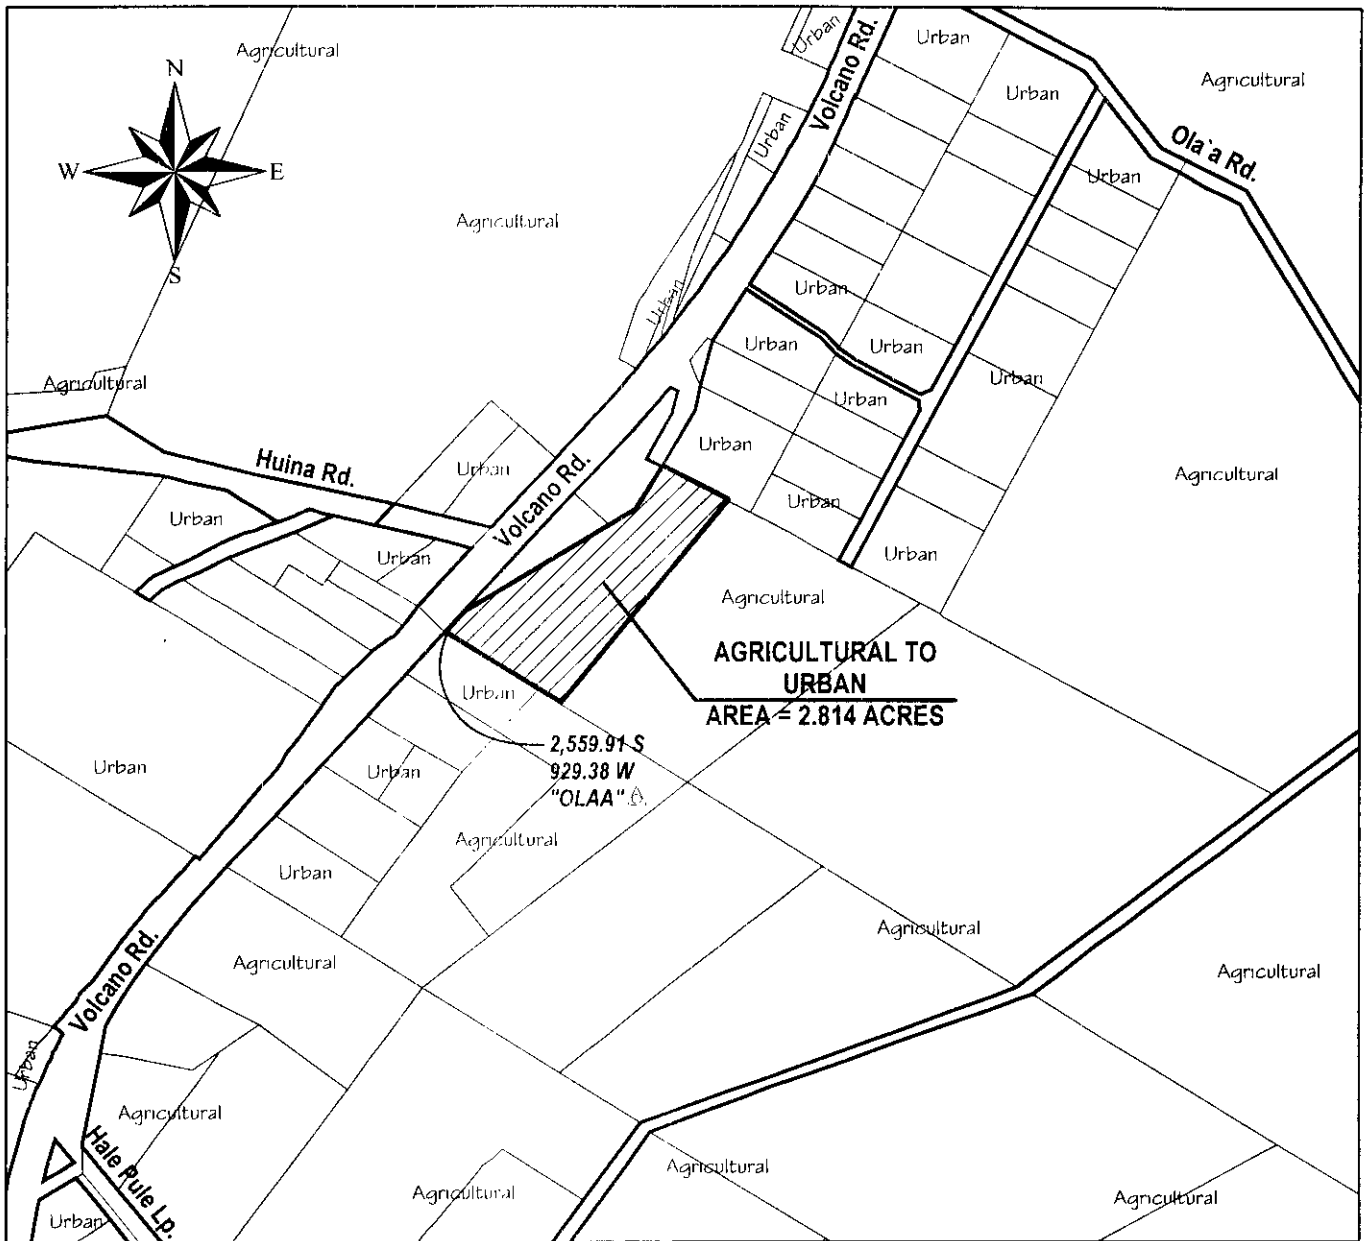 Agricultural
Urban
Volcano Rd.
Urban
Urban
Agricultural
N
W
E
S
Urban
Ola`a Rd.
Urban
Agricultural
Urban
Urban
Urban
Urban
Agricultural
Urban
Urban
Huina Rd.
Urban
Volcano Rd.
Urban
Agricultural
Urban
Urban
Urban
Urban
Agricultural
AGRICULTURAL TO
URBAN
AREA = 2.814 ACRES
Urban
2,559.91 S
929.38 W
"OLAA"
Urban
Urban
Agricultural
Urban
Agricultural
Agricultural
Agricultural
Volcano Rd.
Urban
Agricultural
Hale Pule Lp.
Agricultural
Agricultural
Agricultural
Urban